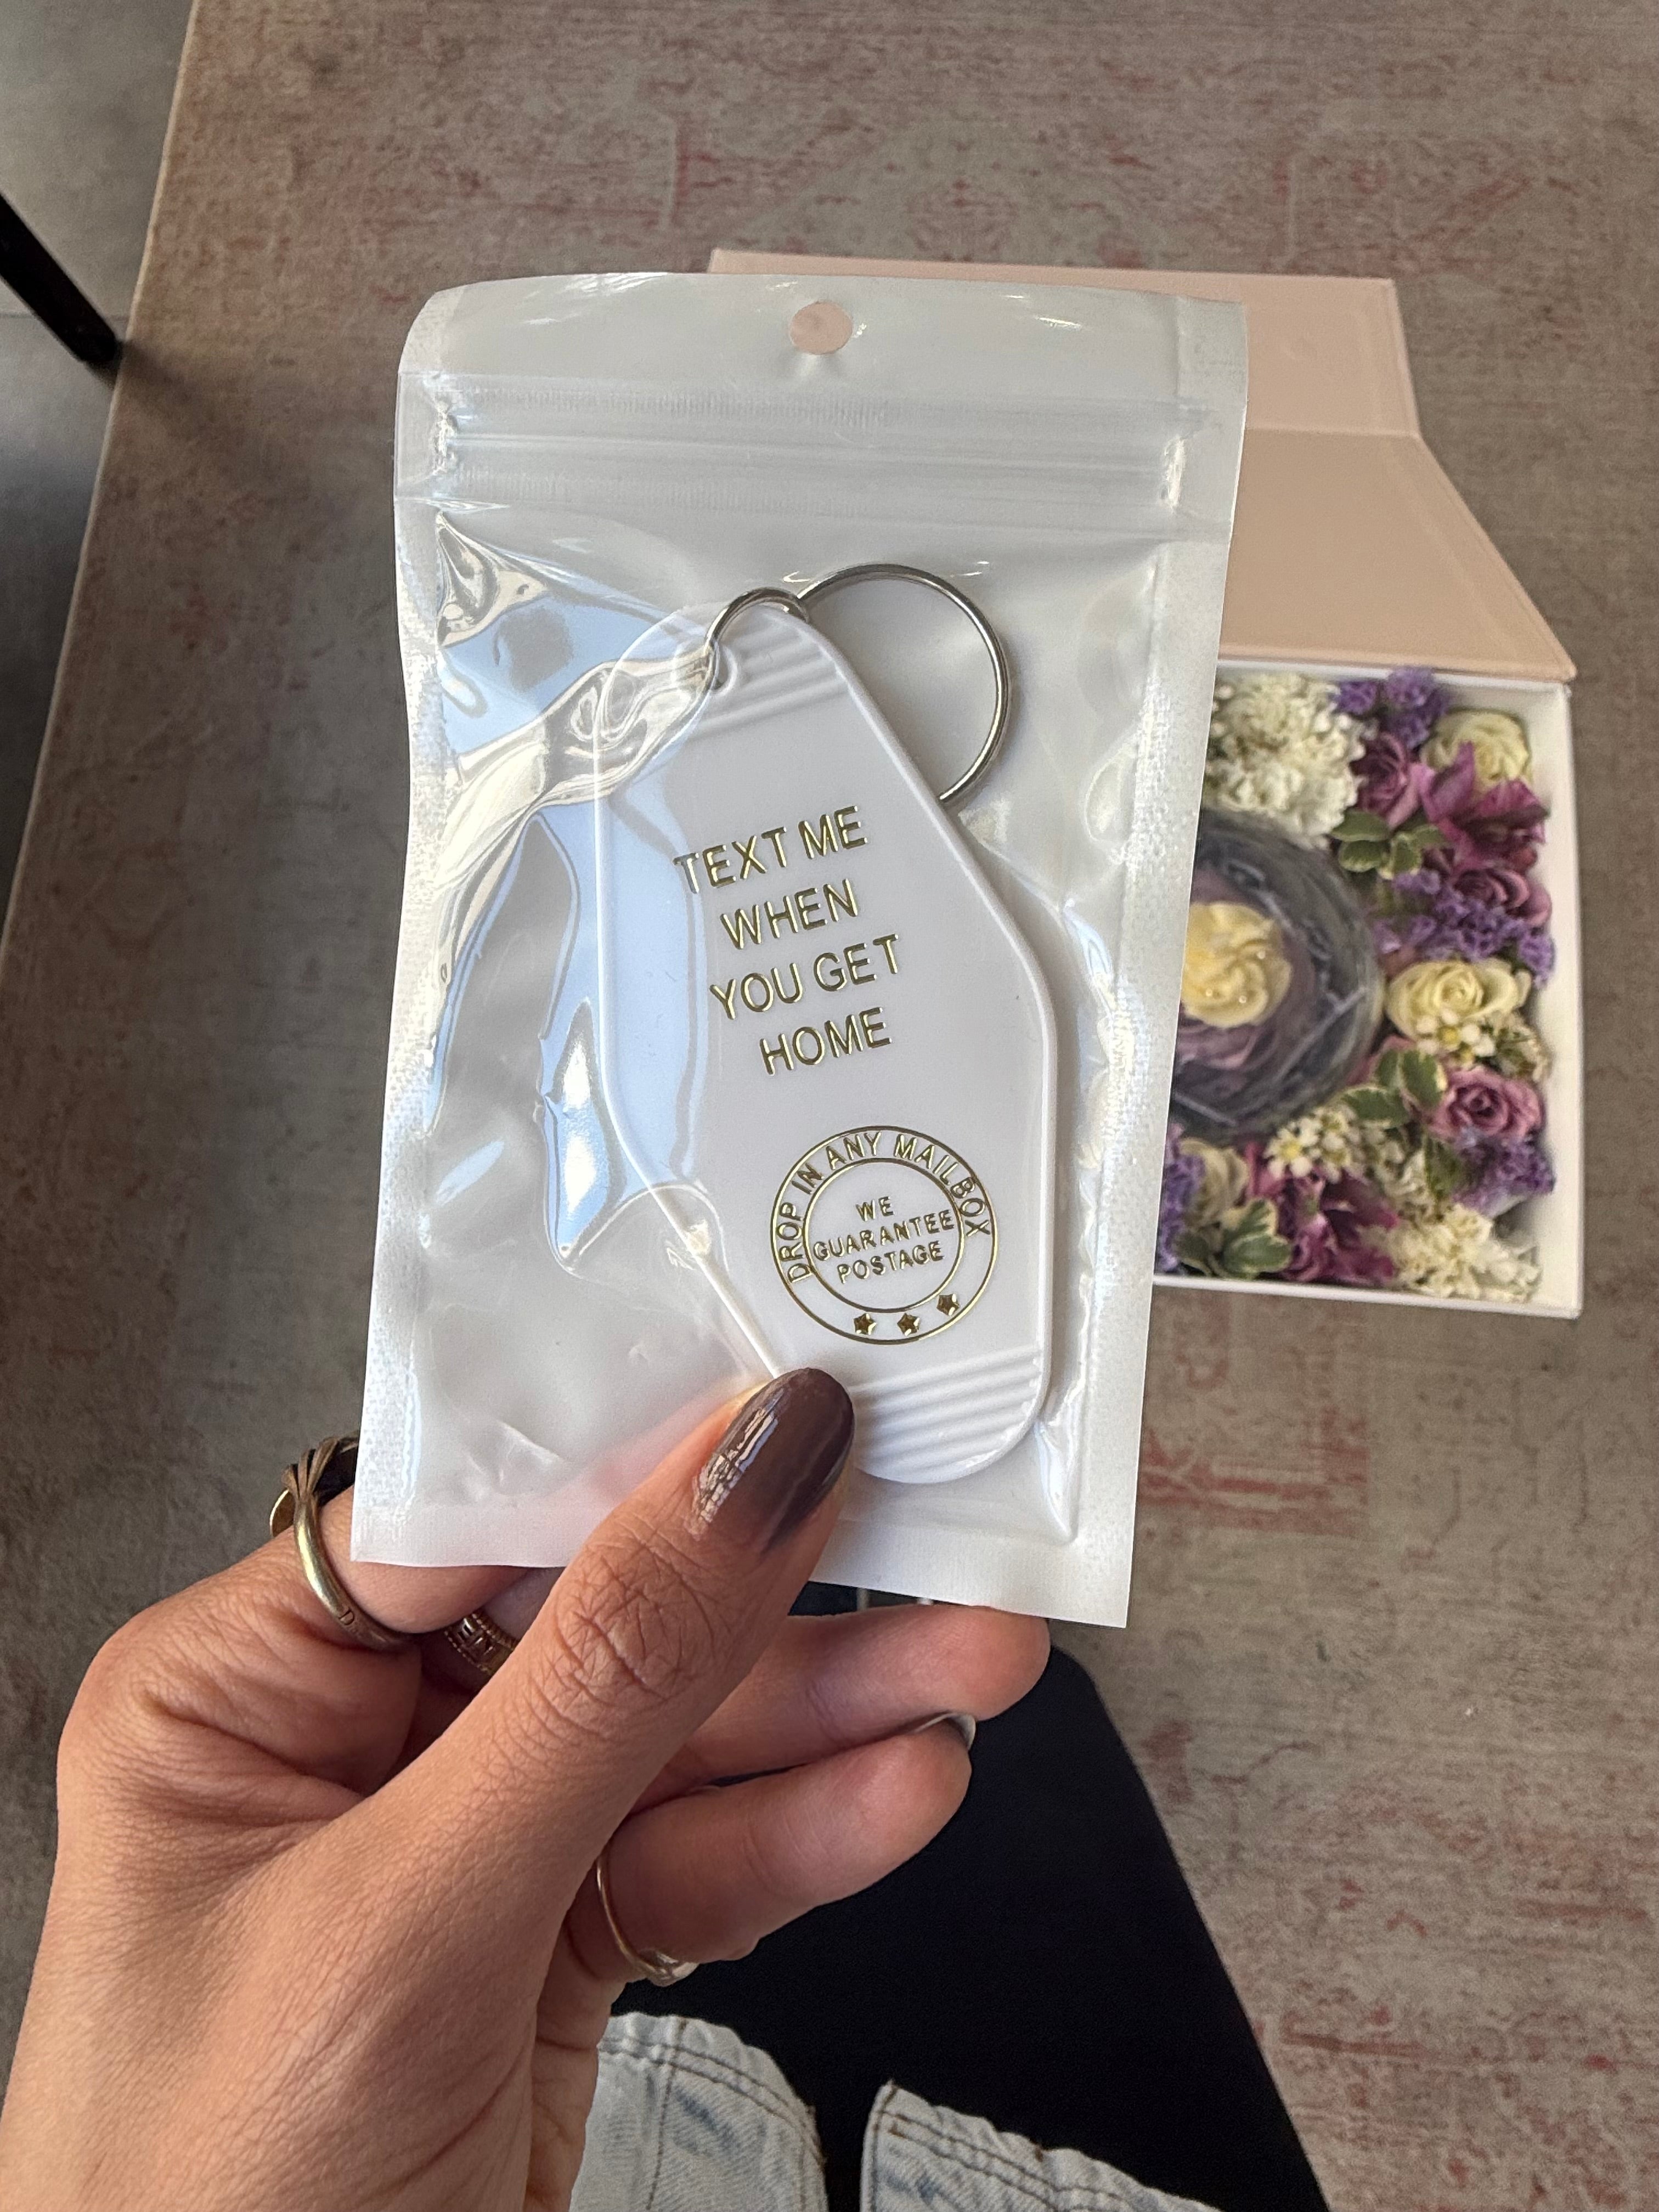 TEXT ME
WHEN
YOU GET
HOME
DROP IN ANY MAILBOX
WE
GUARANTEE
POSTAGE